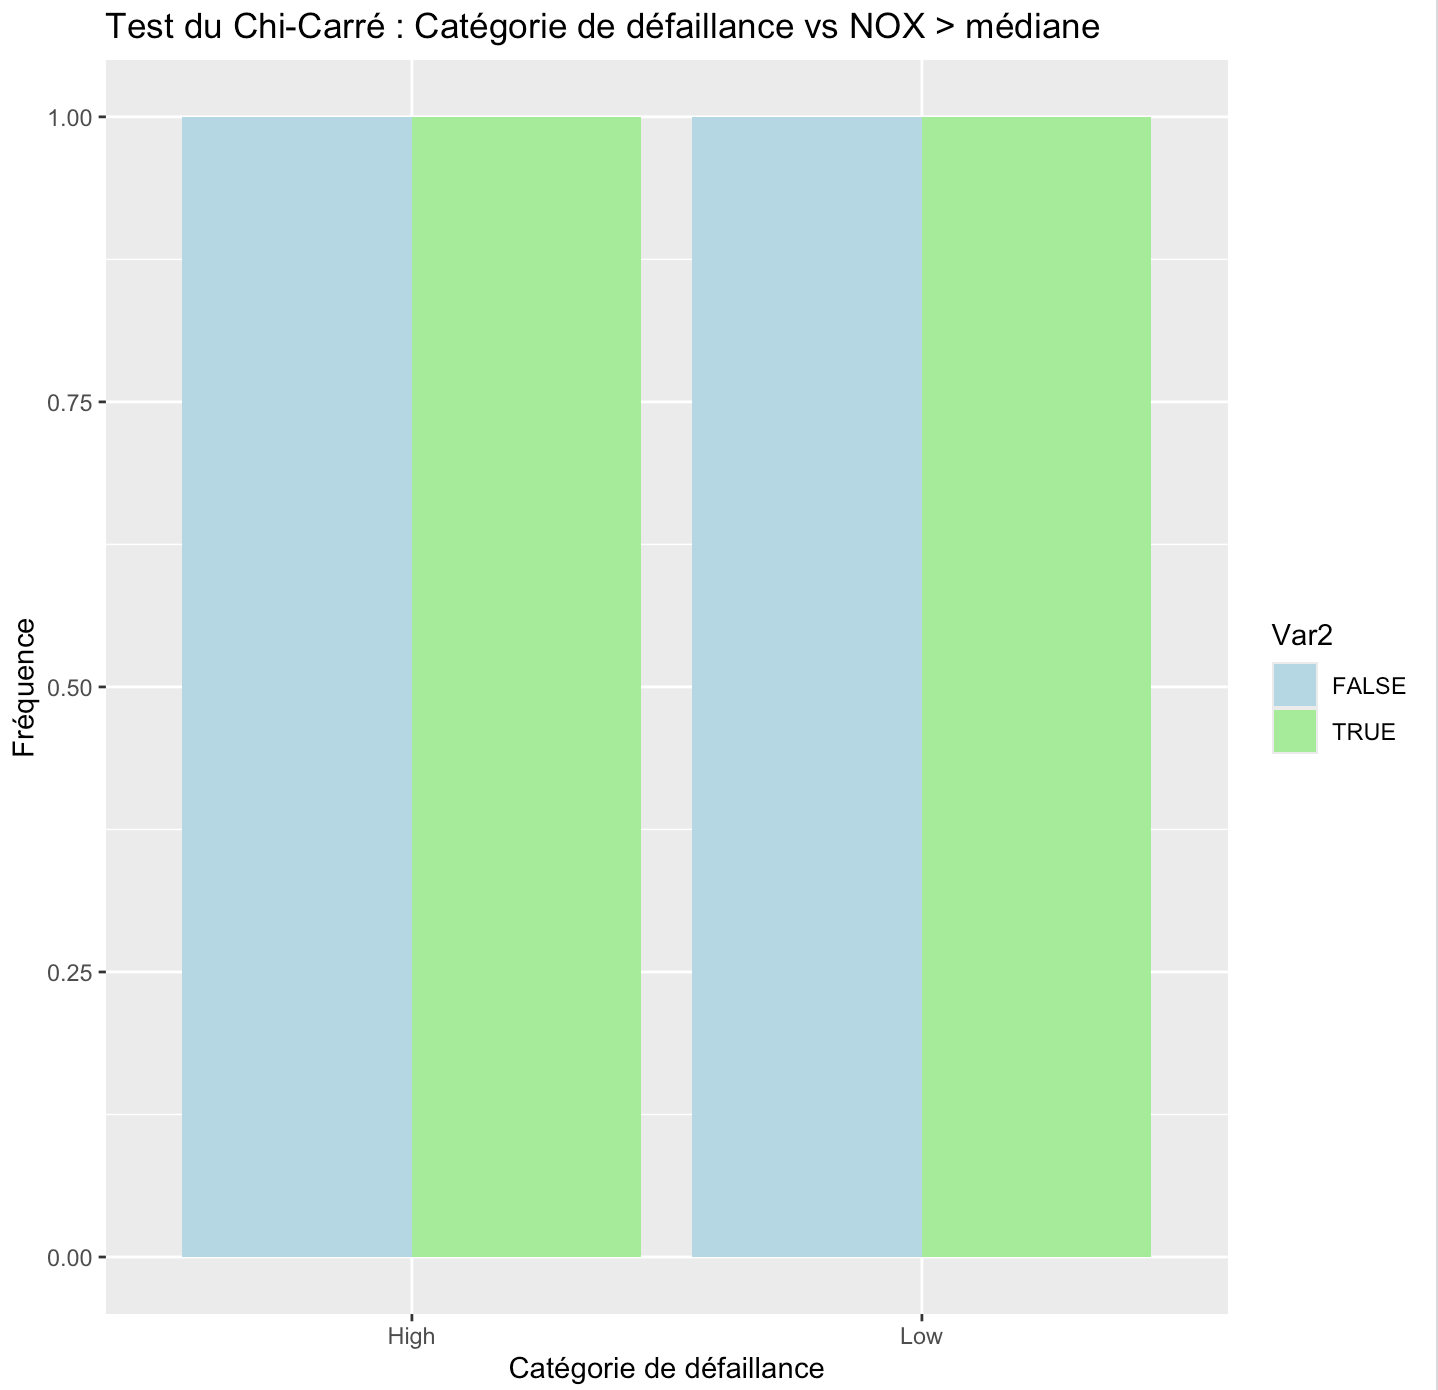 Test du Chi-Carré : Catégorie de défaillance vs NOX > médiane
1.00
0.75
0.50
0.25
0.00
Fréquence
High
Low
Catégorie de défaillance
Var2
FALSE
TRUE